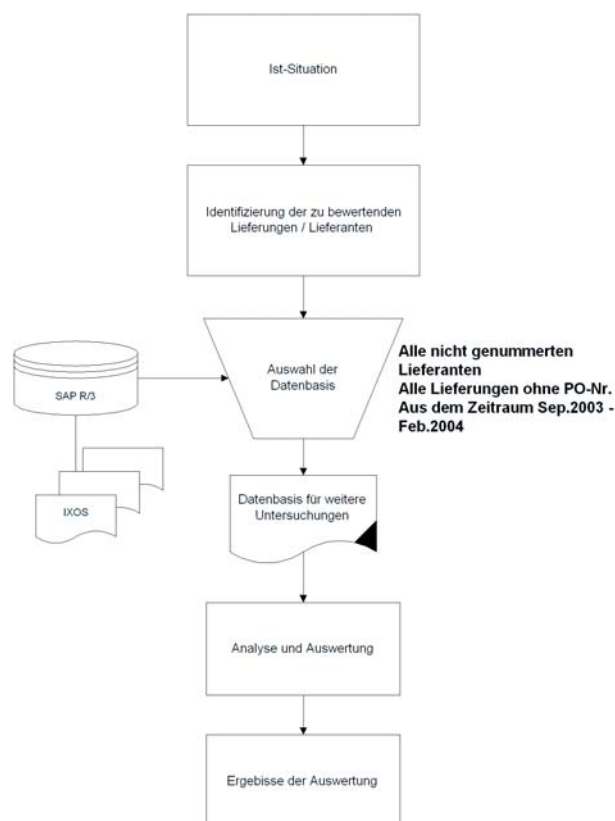 Ist-Situation
Identifizierung der zu bewertenden
Lieferungen / Lieferanten
Auswahl der
Datenbasis
Alle nicht genummerten
Lieferanten
Alle Lieferungen ohne PO-Nr.
Aus dem Zeitraum Sep.2003 -
Feb.2004
SAP R/3
IXOS
Datenbasis für weitere
Untersuchungen
Analyse und Auswertung
Ergebisse der Auswertung